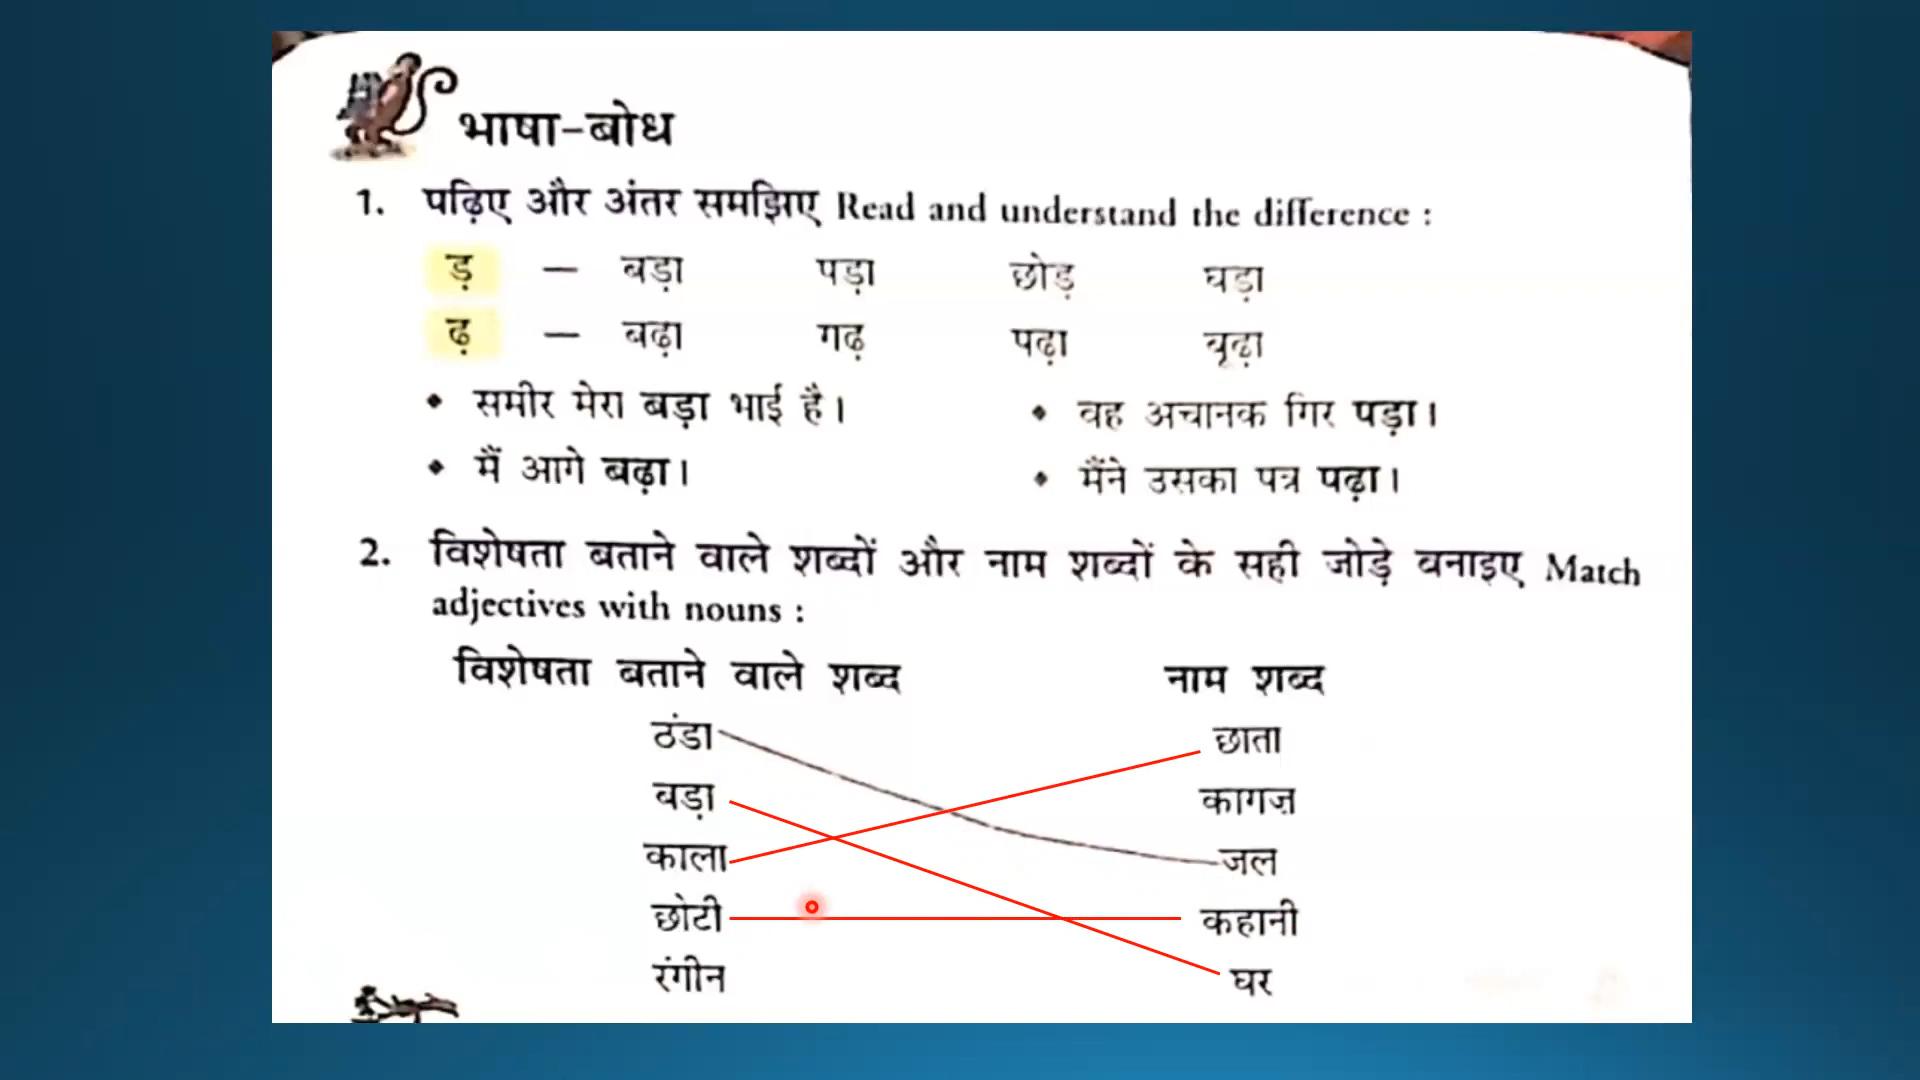 भाषा-बोध
1. पढ़िए और अंतर समझिए Read and understand the difference :
ड़ — बड़ा पड़ा छोड़ घड़ा
ढ़ — बढ़ा गढ़ पढ़ा बूढ़ा
• समीर मेरा बड़ा भाई है। • वह अचानक गिर पड़ा।
• मैं आगे बढ़ा। • मैंने उसका पत्र पढ़ा।
2. विशेषता बताने वाले शब्दों और नाम शब्दों के सही जोड़े बनाइए Match
adjectives with nouns :
विशेषता बताने वाले शब्द नाम शब्द
ठंडा छाता
बड़ा कागज़
काला जल
छोटी कहानी
रंगीन घर